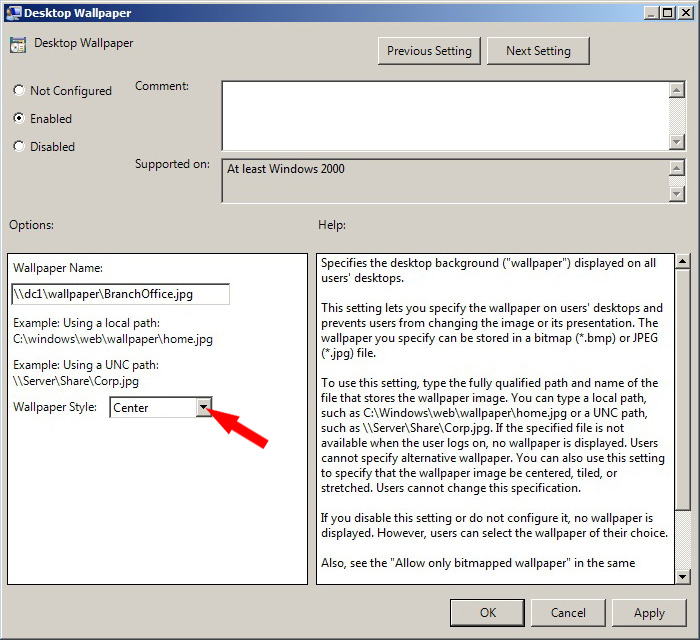 Desktop Wallpaper
Desktop Wallpaper
Previous Setting
Next Setting
Not Configured
Enabled
Disabled
Comment:
Supported on:
At least Windows 2000
Options:
Help:
Wallpaper Name:
\\dc1\wallpaper\BranchOffice.jpg
Example: Using a local path:
C:\windows\web\wallpaper\home.jpg
Example: Using a UNC path:
\\Server\Share\Corp.jpg
Wallpaper Style:
Center
Specifies the desktop background ("wallpaper") displayed on all
users' desktops.
This setting lets you specify the wallpaper on users' desktops and
prevents users from changing the image or its presentation. The
wallpaper you specify can be stored in a bitmap (*.bmp) or JPEG
(*.jpg) file.
To use this setting, type the fully qualified path and name of the
file that stores the wallpaper image. You can type a local path,
such as C:\Windows\web\wallpaper\home.jpg or a UNC path,
such as \\Server\Share\Corp.jpg. If the specified file is not
available when the user logs on, no wallpaper is displayed. Users
cannot specify alternative wallpaper. You can also use this setting
to specify that the wallpaper image be centered, tiled, or
stretched. Users cannot change this specification.
If you disable this setting or do not configure it, no wallpaper is
displayed. However, users can select the wallpaper of their choice.
Also, see the "Allow only bitmapped wallpaper" in the same
OK
Cancel
Apply